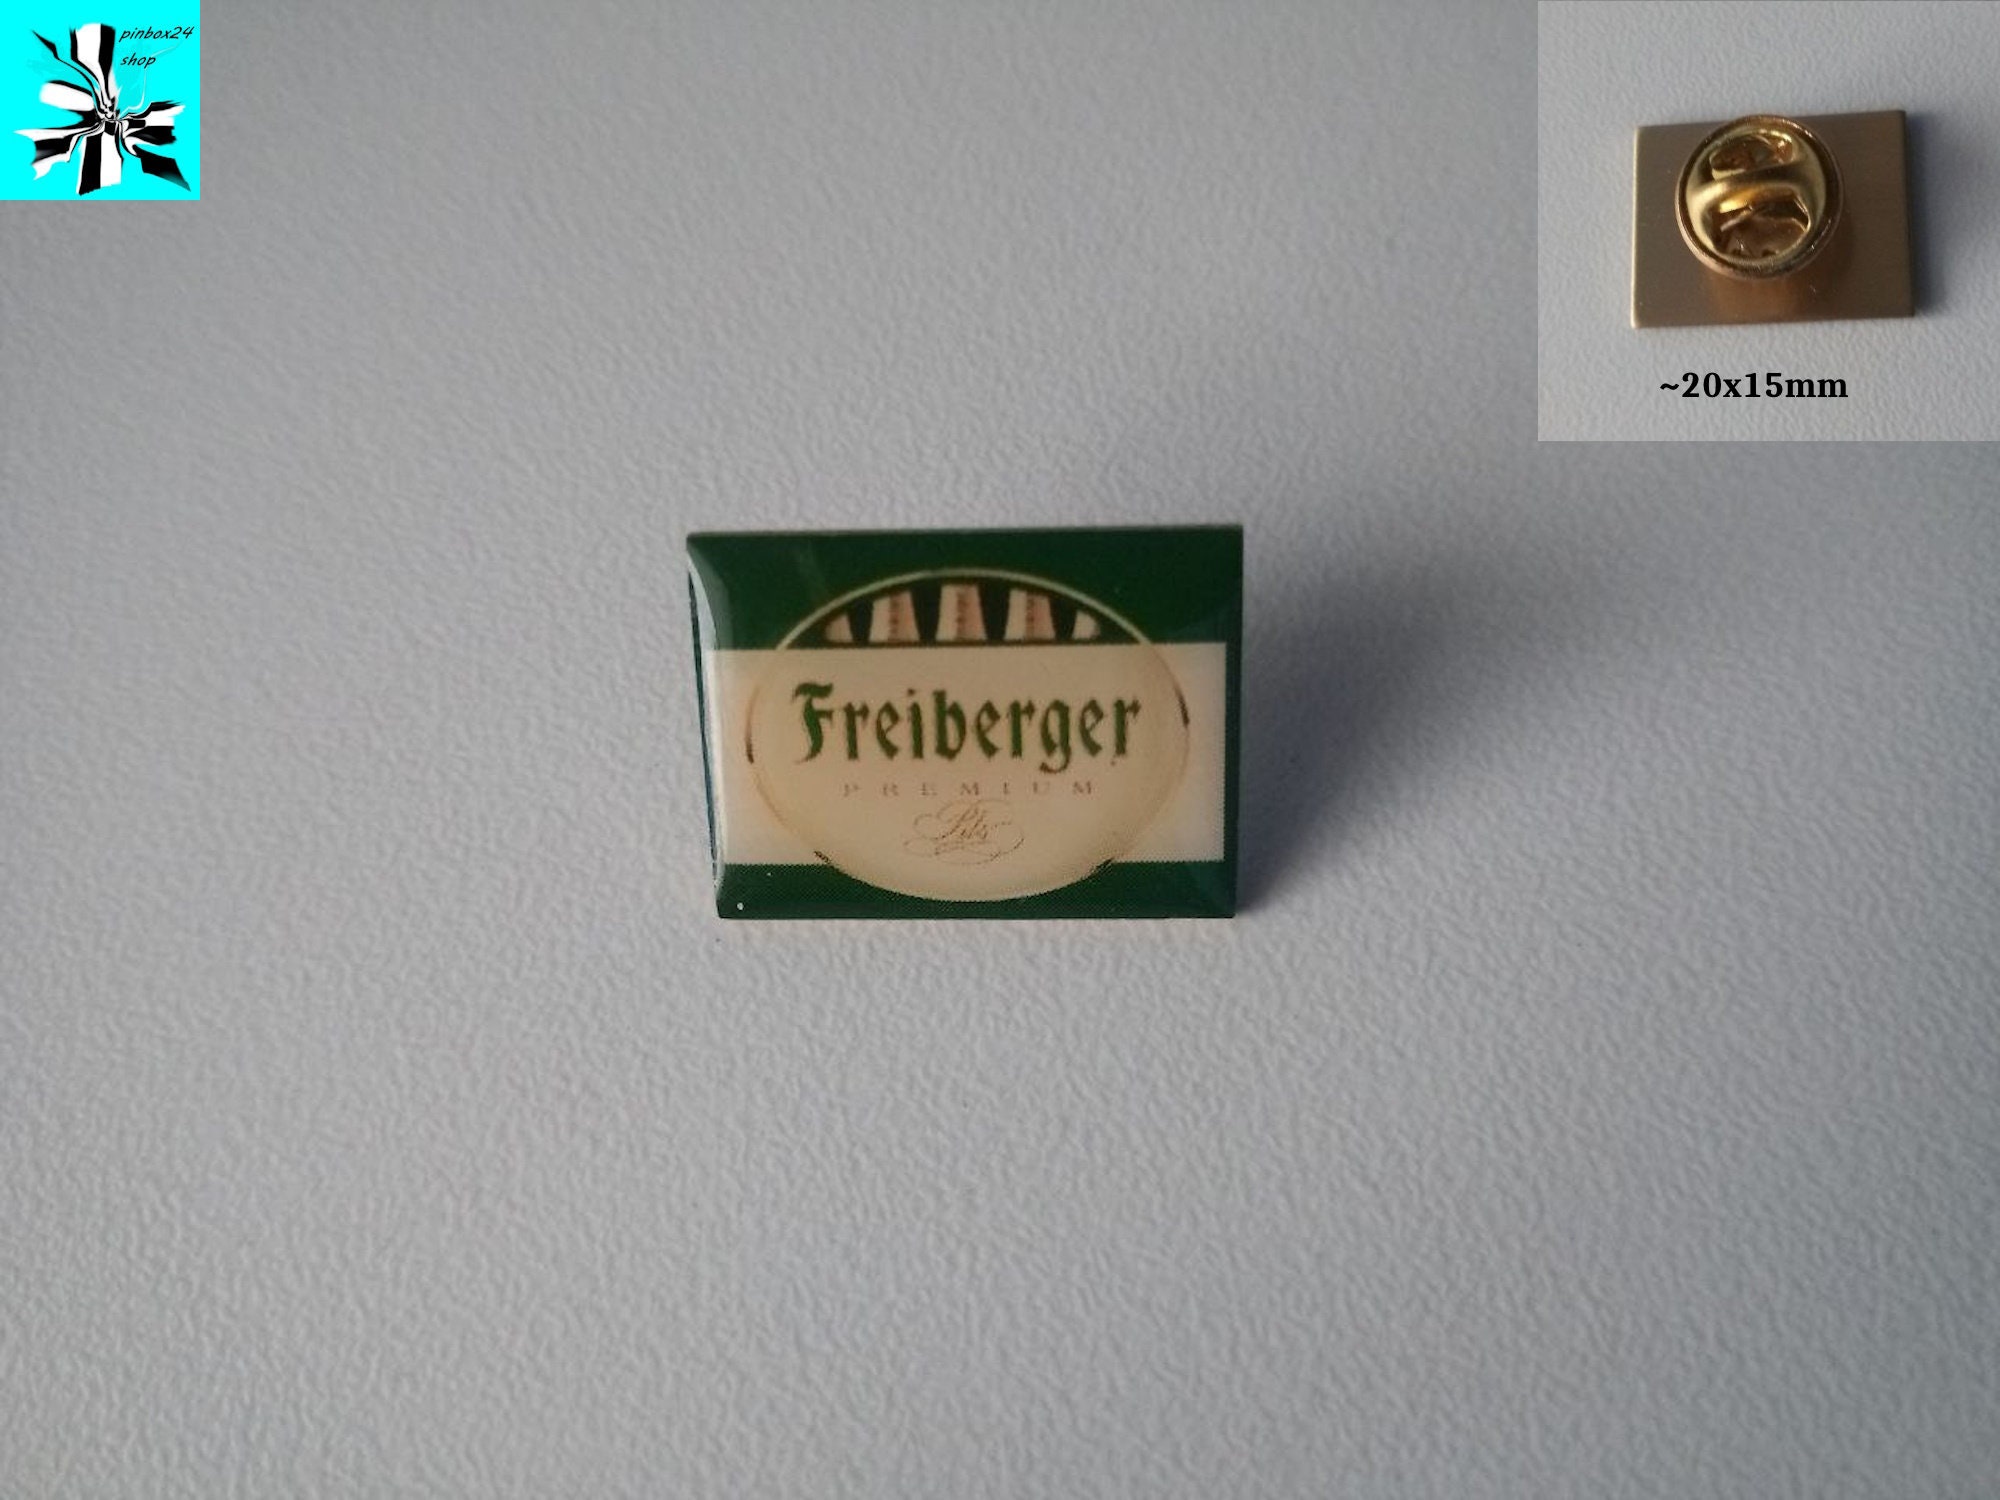 pinbox24
shop
~20x15mm
Freiberger
PREMIUM
Pils